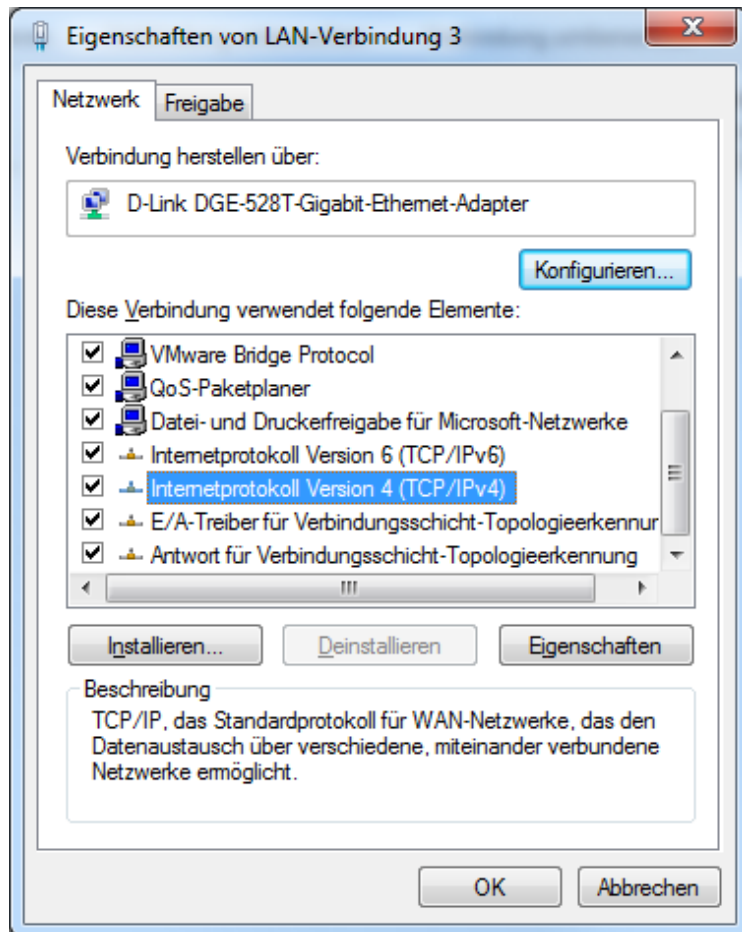 Eigenschaften von LAN-Verbindung 3
Netzwerk
Freigabe
Verbindung herstellen über:
D-Link DGE-528T-Gigabit-Ethernet-Adapter
Konfigurieren...
Diese Verbindung verwendet folgende Elemente:
VMware Bridge Protocol
QoS-Paketplaner
Datei- und Druckerfreigabe für Microsoft-Netzwerke
Internetprotokoll Version 6 (TCP/IPv6)
Internetprotokoll Version 4 (TCP/IPv4)
E/A-Treiber für Verbindungsschicht-Topologieerkennur
Antwort für Verbindungsschicht-Topologieerkennung
Installieren...
Deinstallieren
Eigenschaften
Beschreibung
TCP/IP, das Standardprotokoll für WAN-Netzwerke, das den
Datenaustausch über verschiedene, miteinander verbundene
Netzwerke ermöglicht.
OK
Abbrechen